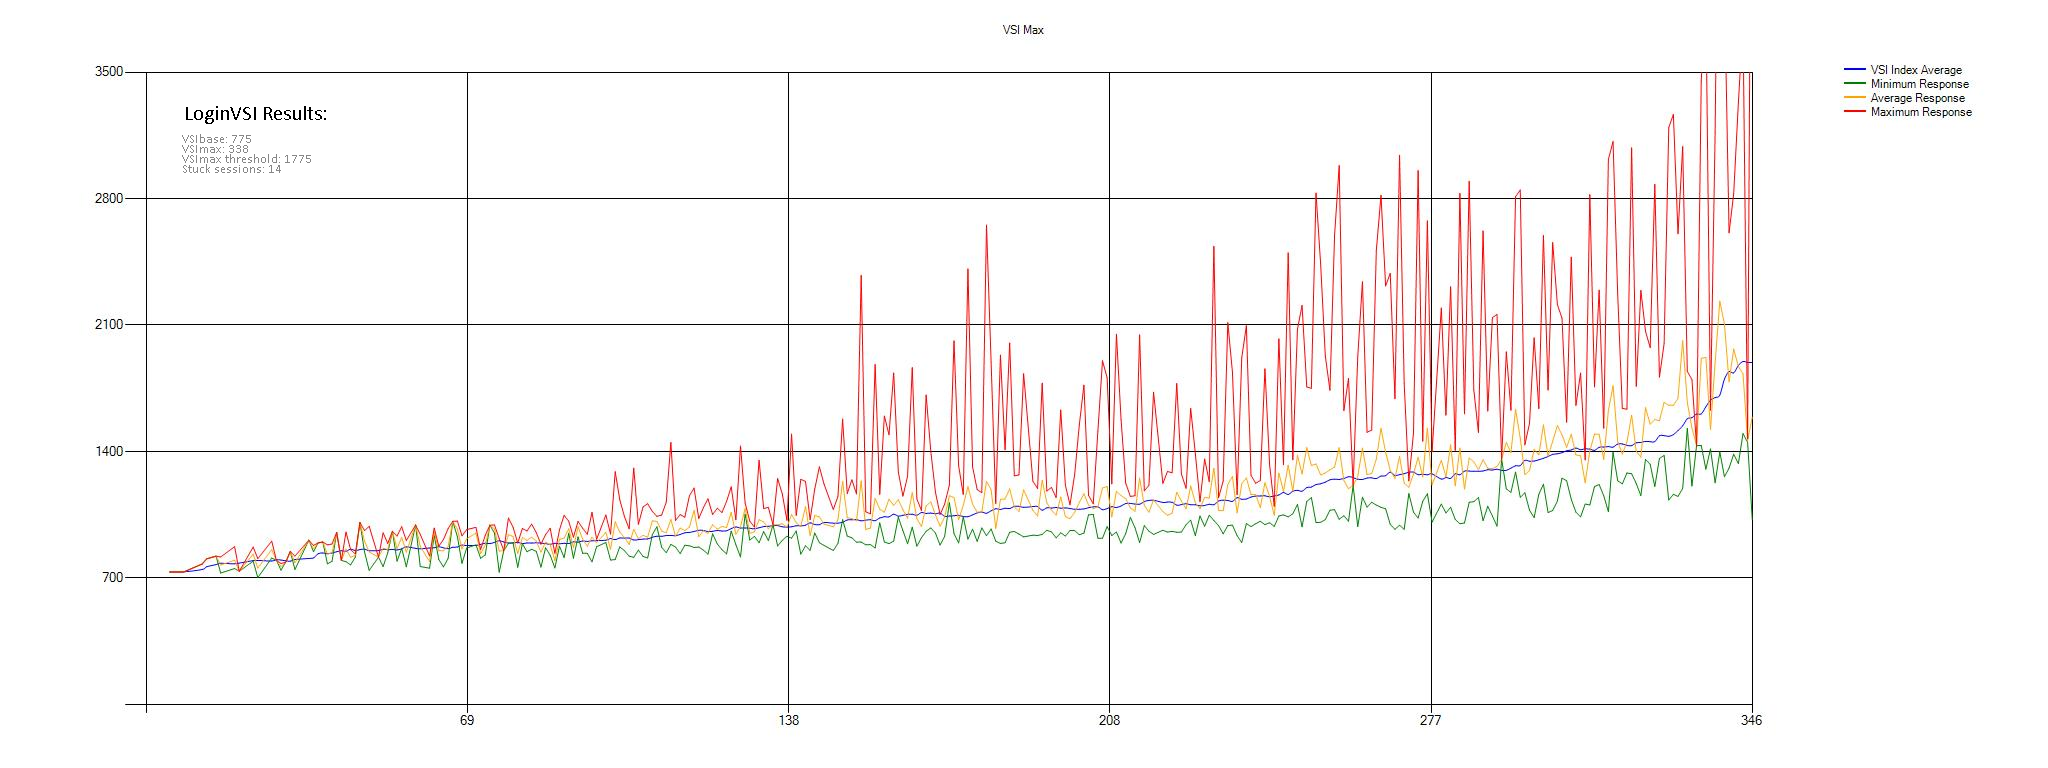 VSI Max
3500
2800
2100
1400
700
69
138
208
277
346
LoginVSI Results:
VSIbase: 775
VSImax: 338
VSImax threshold: 1775
Stuck sessions: 14
VSI Index Average
Minimum Response
Average Response
Maximum Response